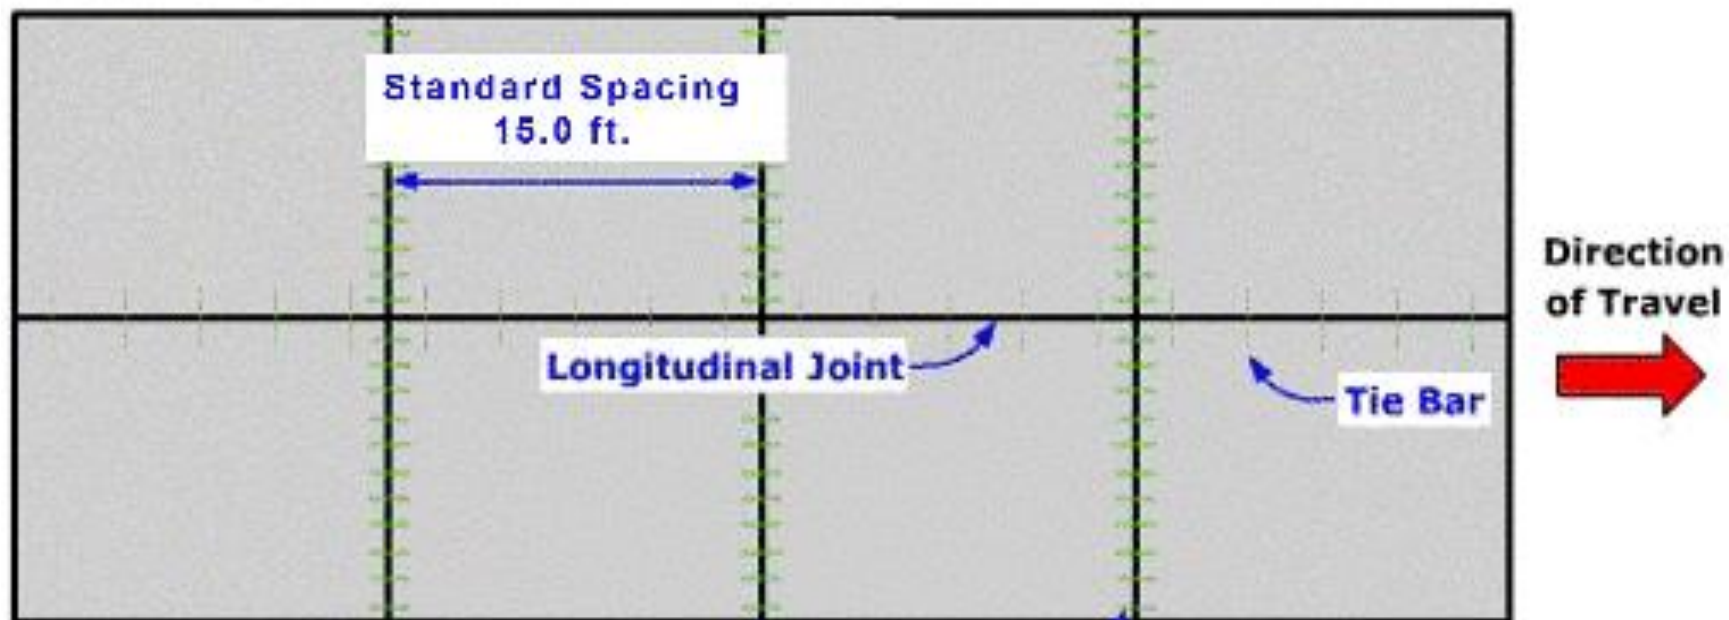 Standard Spacing
15.0 ft.
Direction
of Travel
Longitudinal Joint
Tie Bar